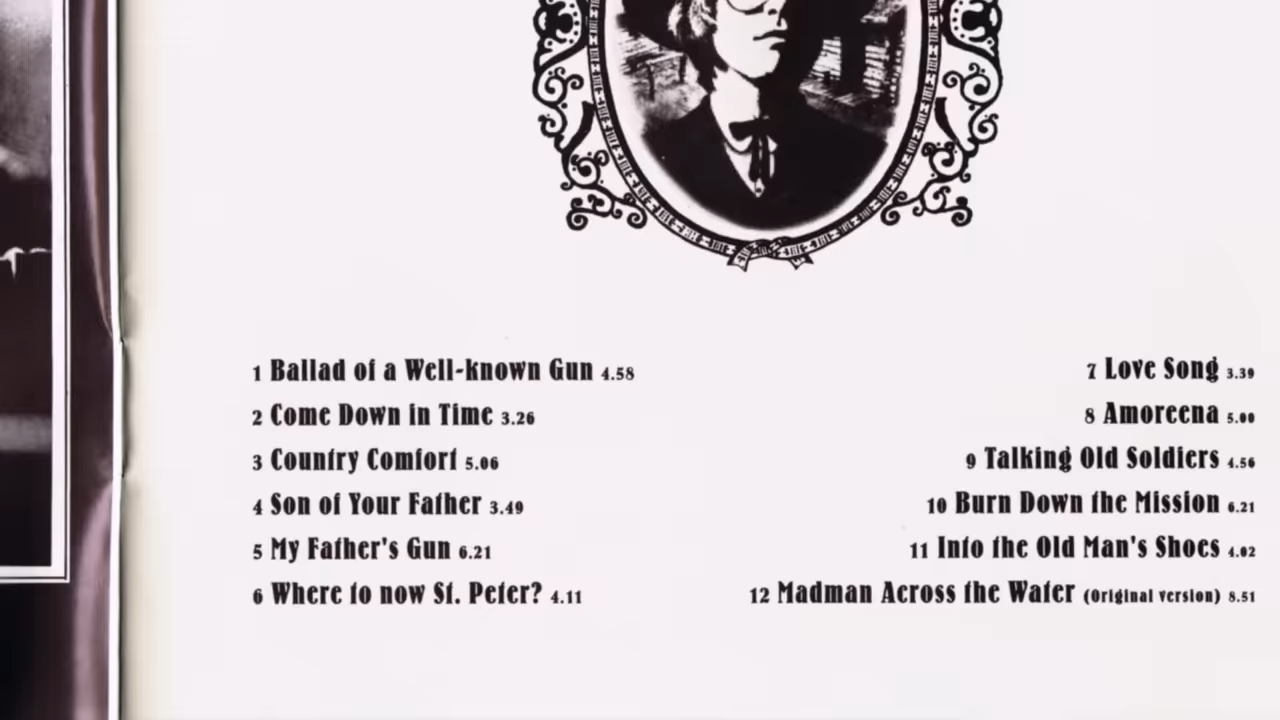 1 Ballad of a Well-known Gun 4.58
2 Come Down in Time 3.26
3 Country Comfort 5.06
4 Son of Your Father 3.49
5 My Father's Gun 6.21
6 Where to now St. Peter? 4.11
7 Love Song 3.39
8 Amoreena 5.00
9 Talking Old Soldiers 4.56
10 Burn Down the Mission 6.21
11 Into the Old Man's Shoes 4.02
12 Madman Across the Water (Original version) 8.51